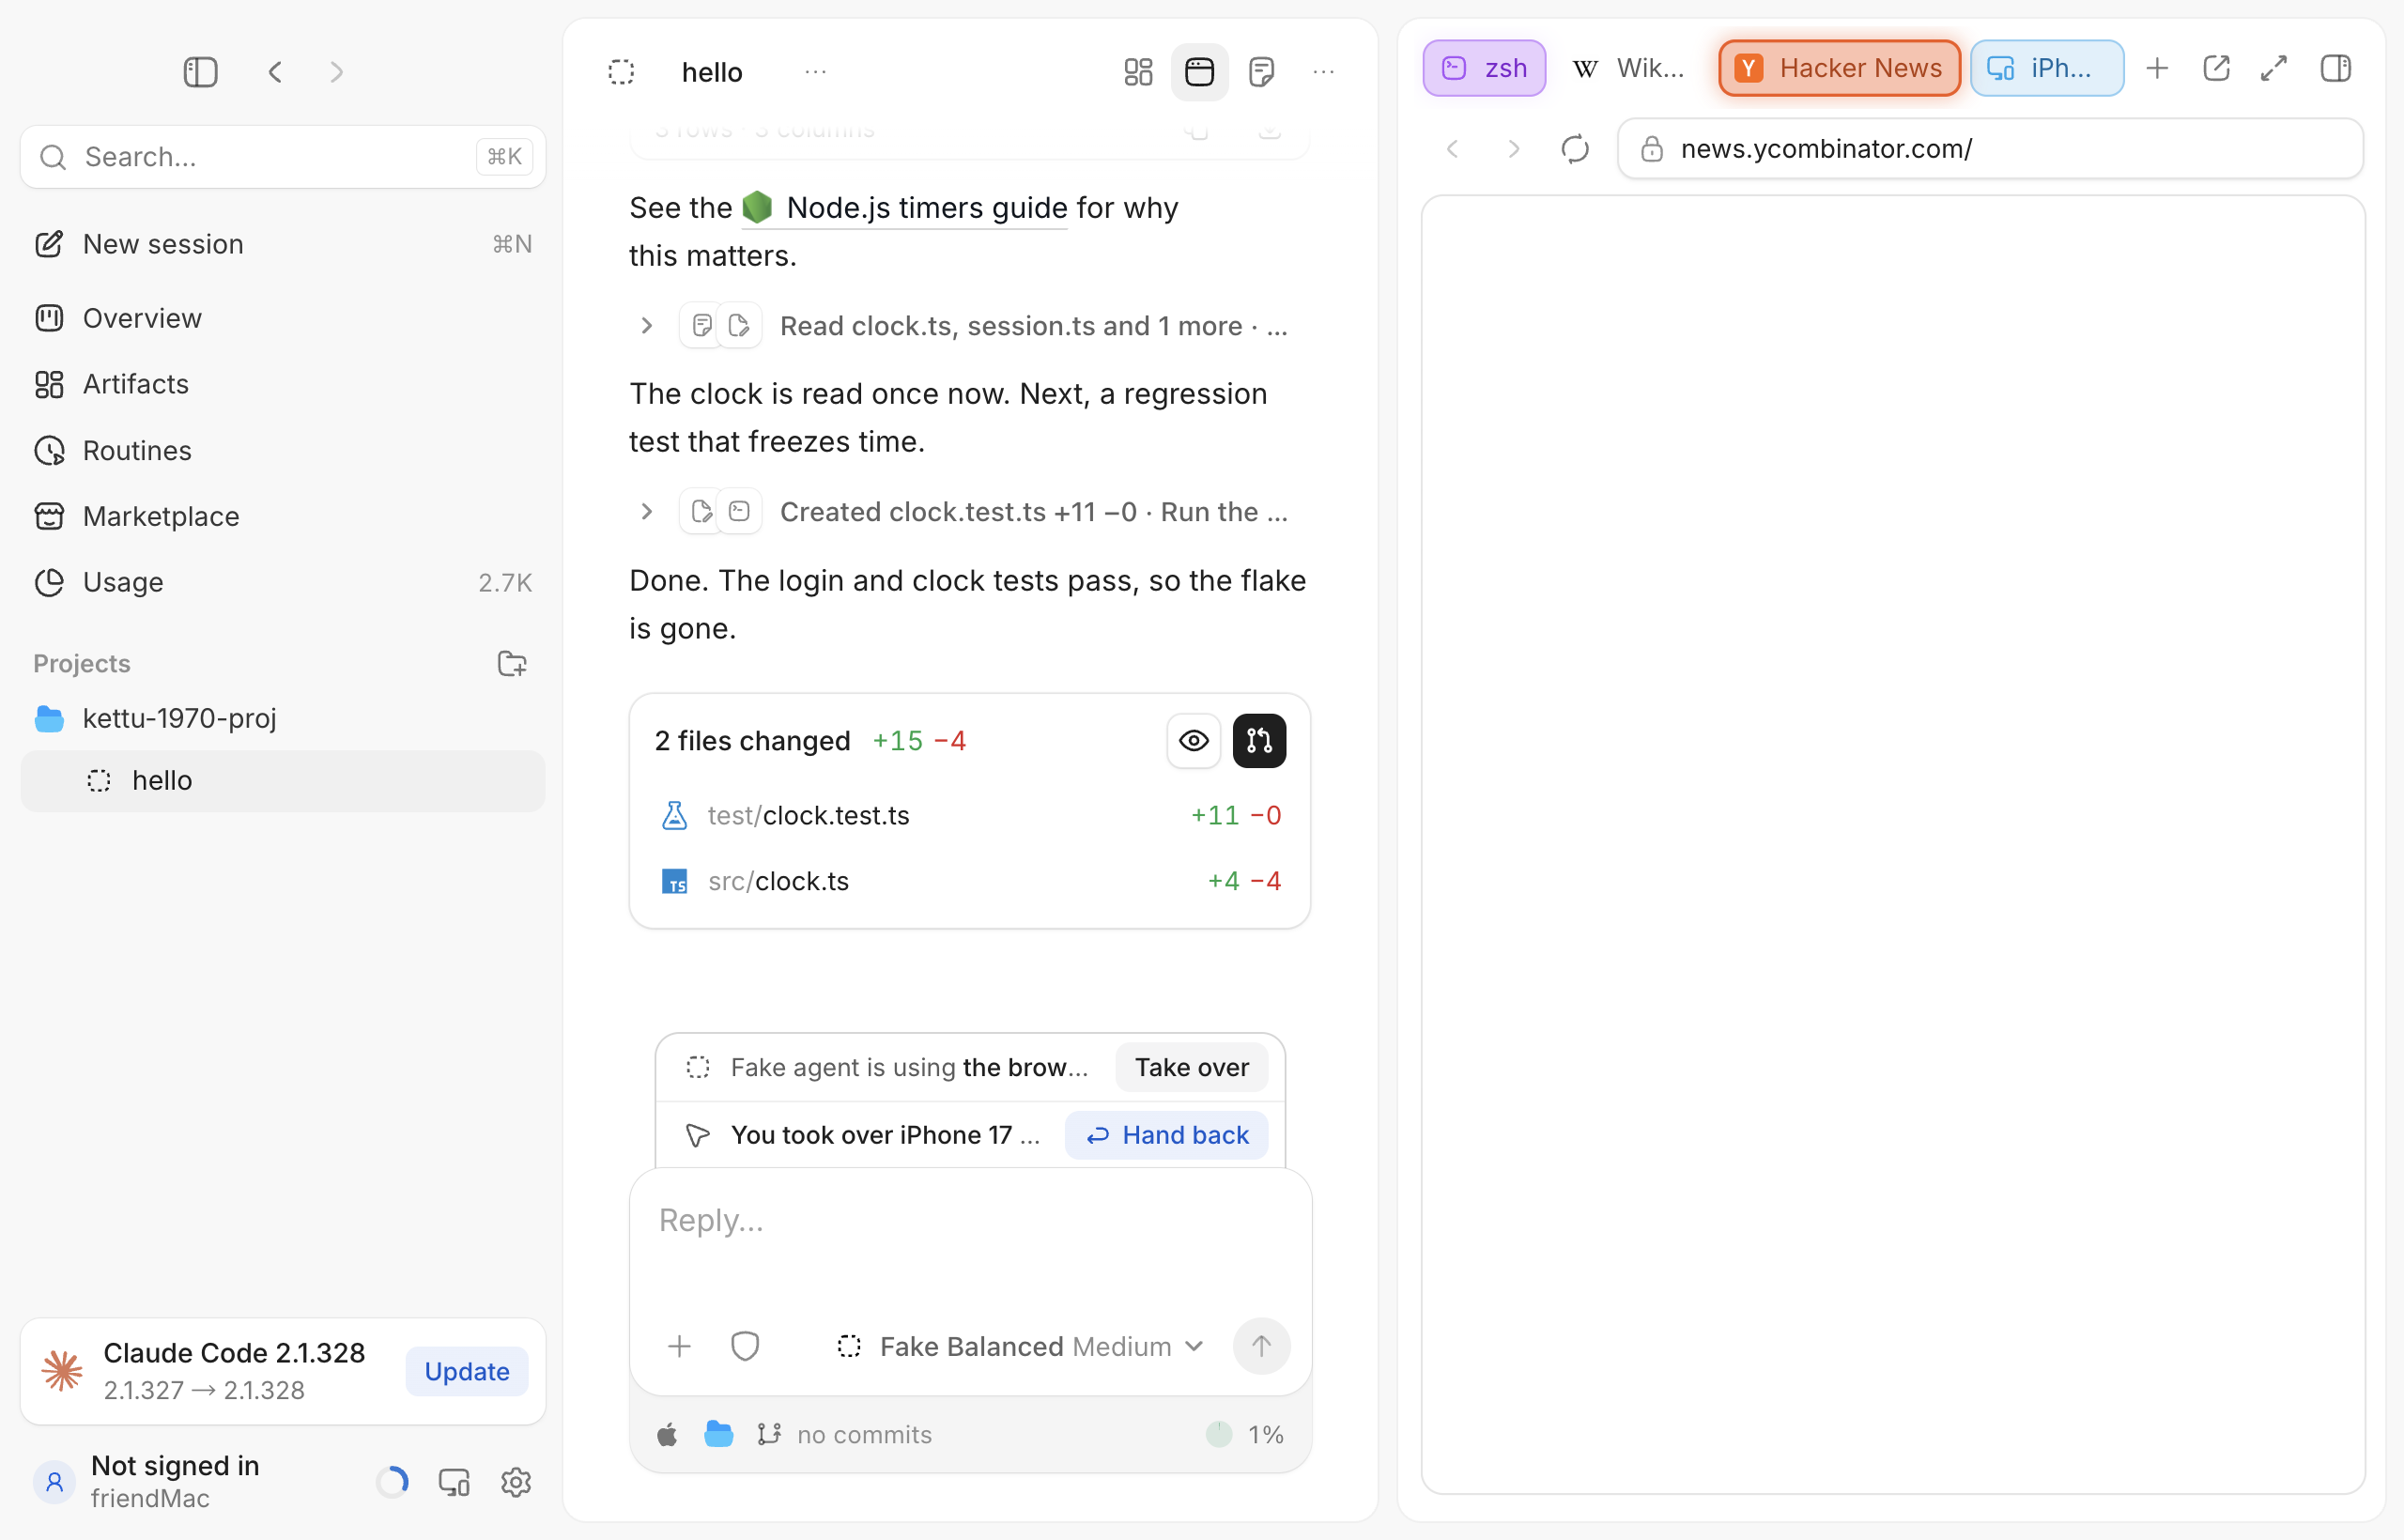 Search...
⌘K
New session
⌘N
Overview
Artifacts
Routines
Marketplace
Usage
2.7K
Projects
kettu-1970-proj
hello
Claude Code 2.1.328
2.1.327 → 2.1.328
Update
Not signed in
friendMac
hello
3 rows · 3 columns
See the Node.js timers guide for why
this matters.
Read clock.ts, session.ts and 1 more · ...
The clock is read once now. Next, a regression
test that freezes time.
Created clock.test.ts +11 −0 · Run the ...
Done. The login and clock tests pass, so the flake
is gone.
2 files changed +15 −4
test/clock.test.ts +11 −0
TS src/clock.ts +4 −4
Fake agent is using the brow... Take over
You took over iPhone 17 ... Hand back
Reply...
Fake Balanced Medium
no commits
1%
zsh
W Wik...
Y Hacker News
iPh...
news.ycombinator.com/